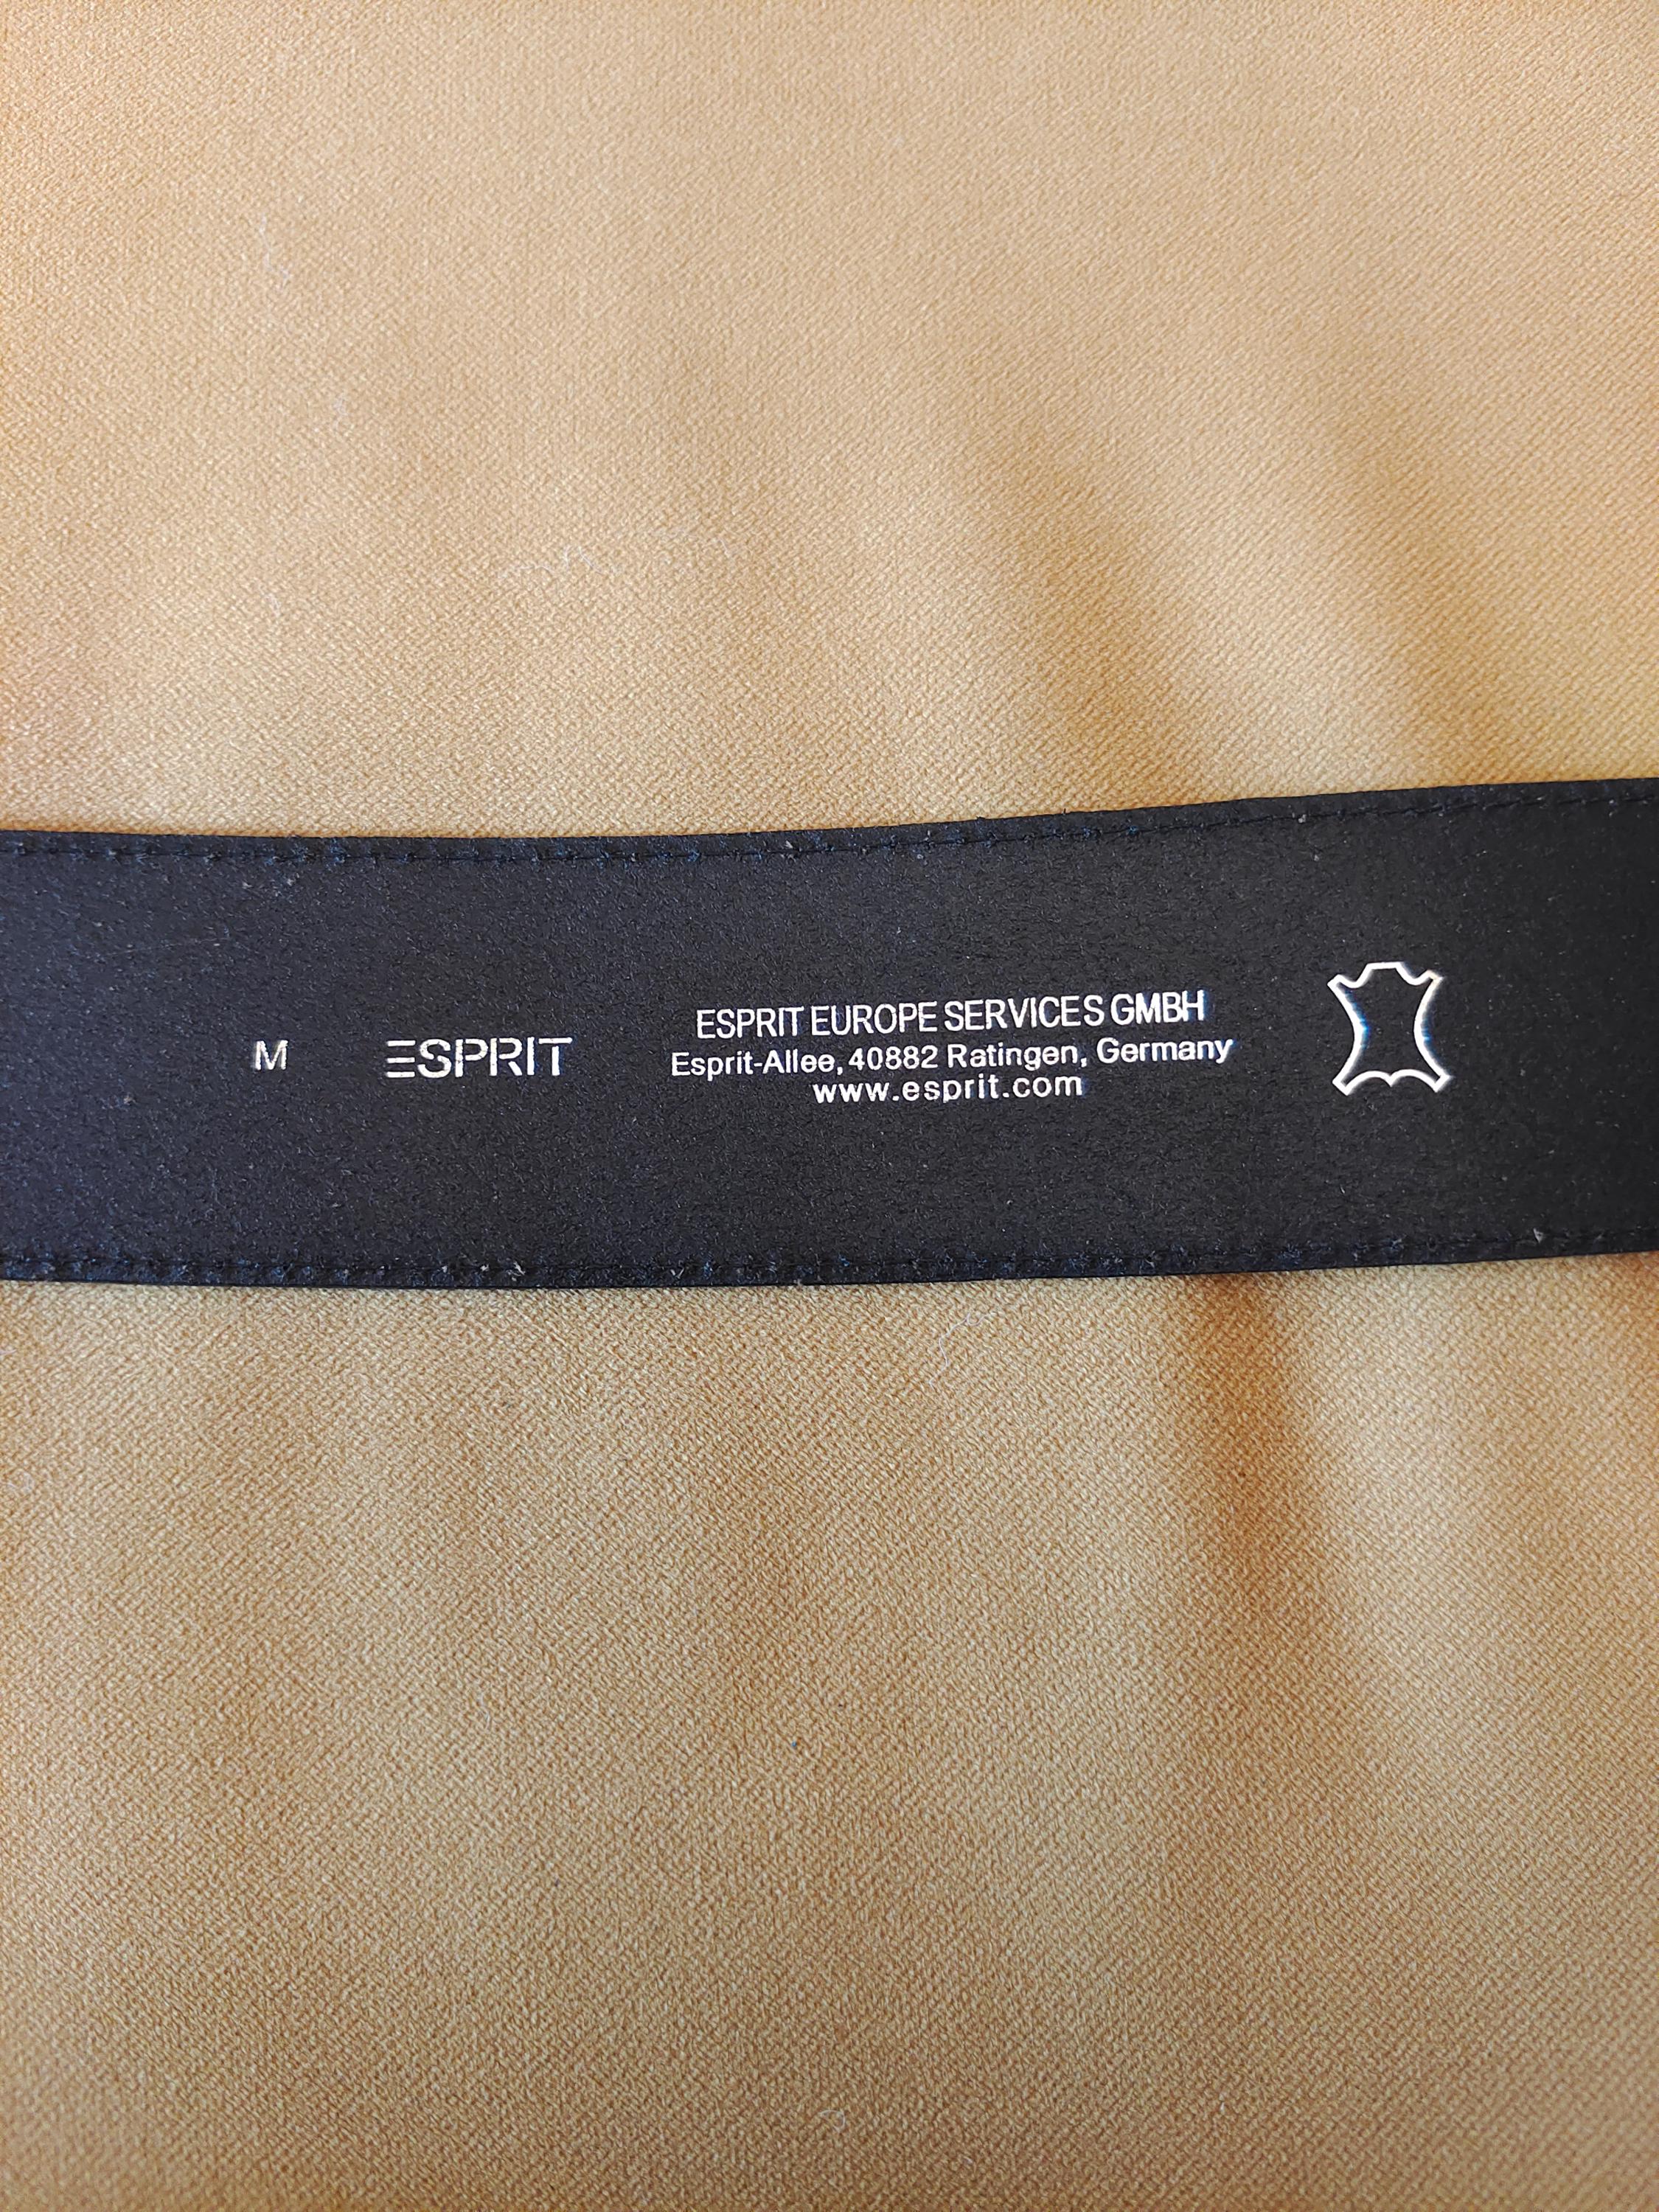 M
ESPRIT
ESPRIT EUROPE SERVICES GMBH
Esprit-Allee, 40882 Ratingen, Germany
www.esprit.com